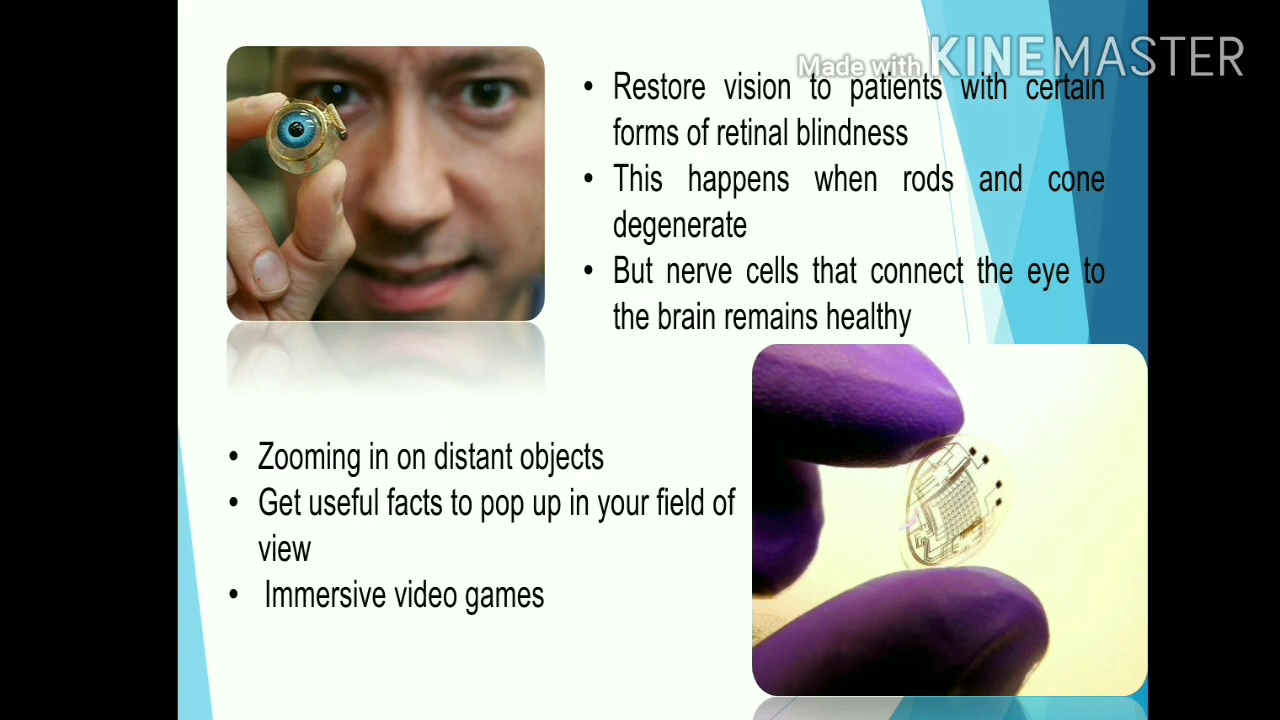 Made with KINEMASTER
• Restore vision to patients with certain
forms of retinal blindness
• This happens when rods and cone
degenerate
• But nerve cells that connect the eye to
the brain remains healthy
• Zooming in on distant objects
• Get useful facts to pop up in your field of
view
• Immersive video games